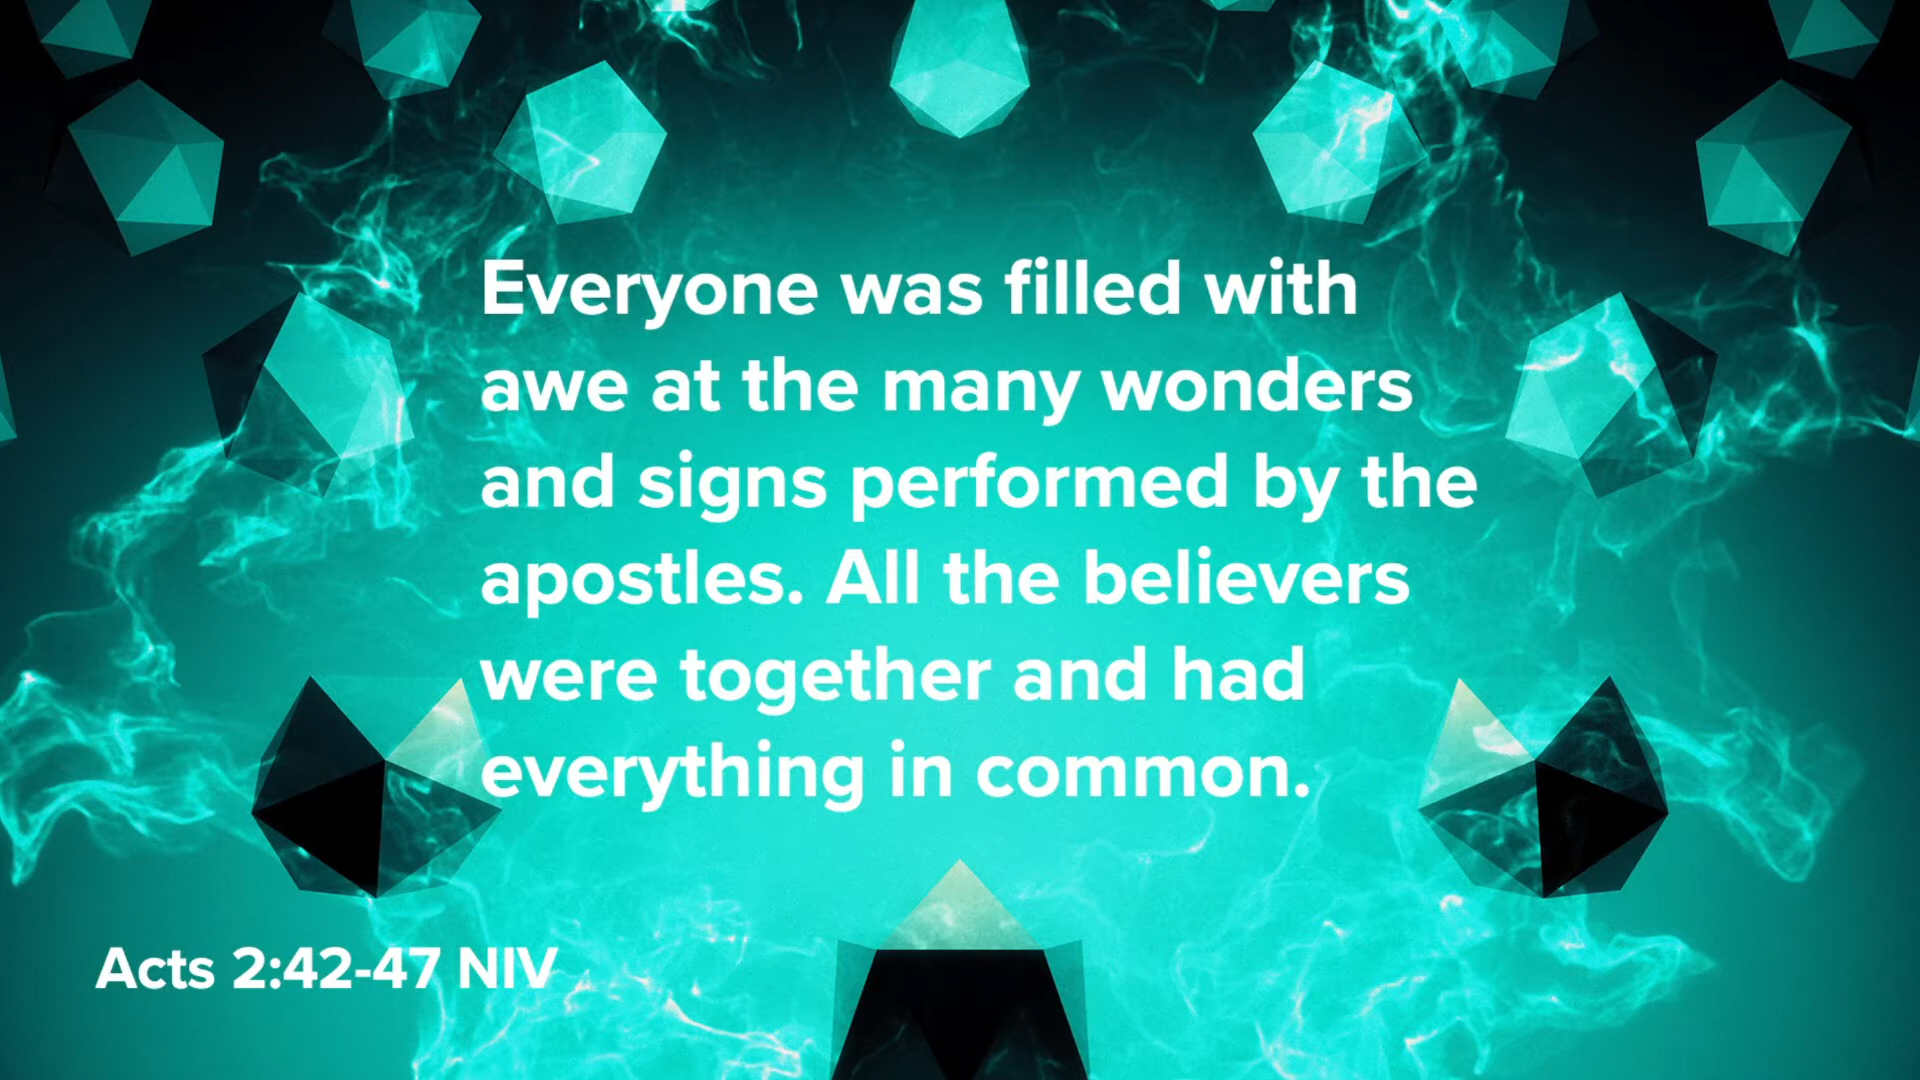 Everyone was filled with
awe at the many wonders
and signs performed by the
apostles. All the believers
were together and had
everything in common.
Acts 2:42-47 NIV